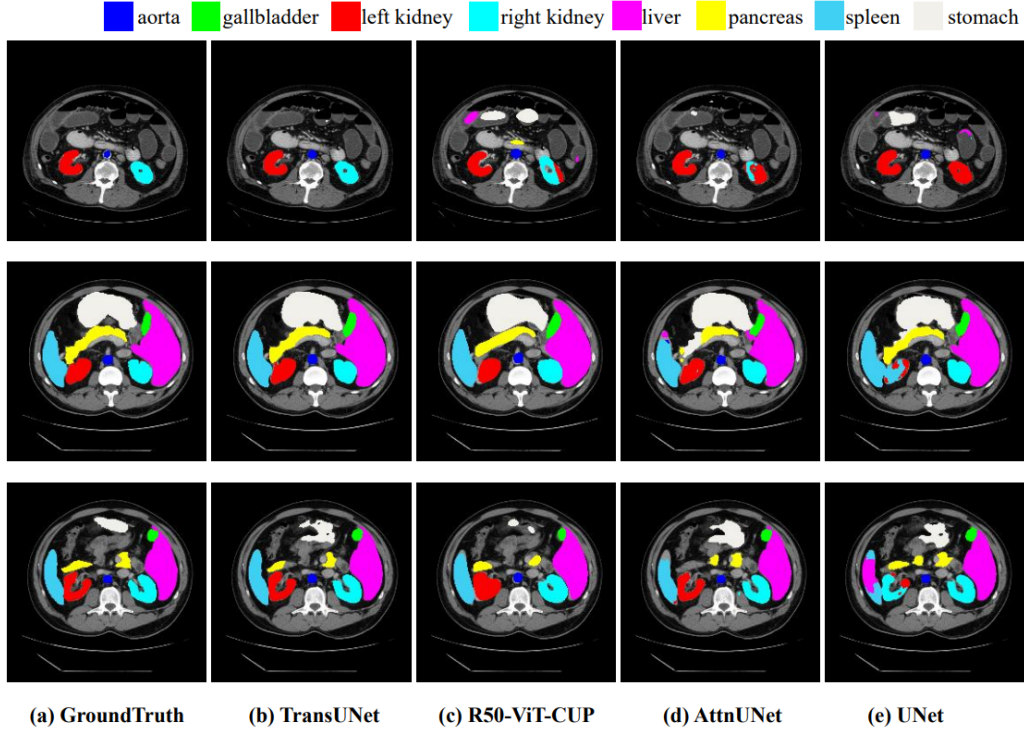 aorta gallbladder left kidney right kidney liver pancreas spleen stomach
(a) GroundTruth (b) TransUNet (c) R50-ViT-CUP (d) AttnUNet (e) UNet